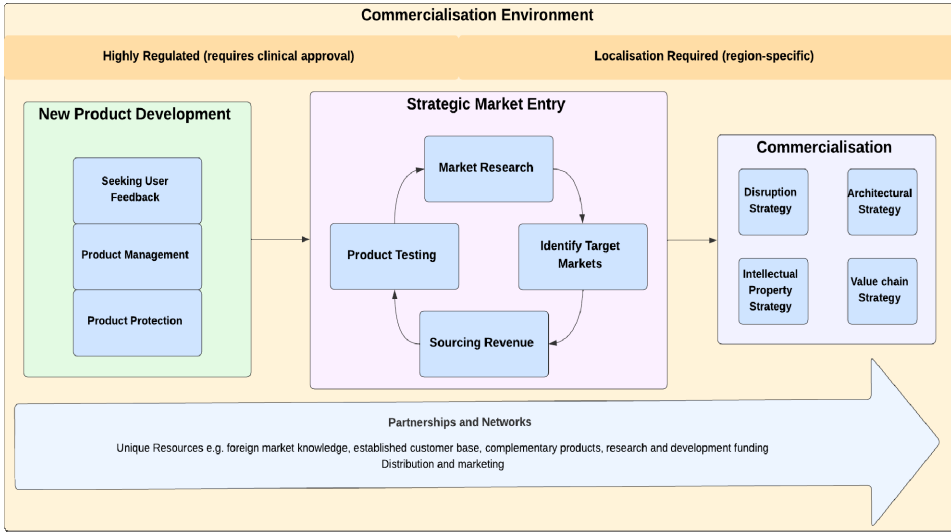 Commercialisation Environment
Highly Regulated (requires clinical approval)
Localisation Required (region-specific)
New Product Development
Seeking User
Feedback
Product Management
Product Protection
Strategic Market Entry
Market Research
Product Testing
Identify Target
Markets
Sourcing Revenue
Commercialisation
Disruption
Strategy
Architectural
Strategy
Intellectual
Property
Strategy
Value chain
Strategy
Partnerships and Networks
Unique Resources e.g. foreign market knowledge, established customer base, complementary products, research and development funding
Distribution and marketing